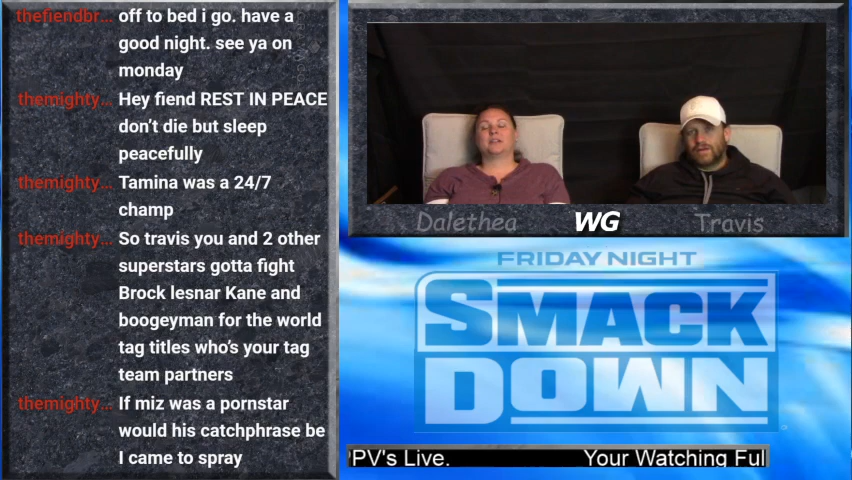 thefiendbr... off to bed i go. have a
good night. see ya on
monday
themighty... Hey fiend REST IN PEACE
don't die but sleep
peacefully
themighty... Tamina was a 24/7
champ
themighty... So travis you and 2 other
superstars gotta fight
Brock lesnar Kane and
boogeyman for the world
tag titles who's your tag
team partners
themighty... If miz was a pornstar
would his catchphrase be
I came to spray
Dalethea WG Travis
FRIDAY NIGHT
SMACK
DOWN
PPV's Live. Your Watching Ful